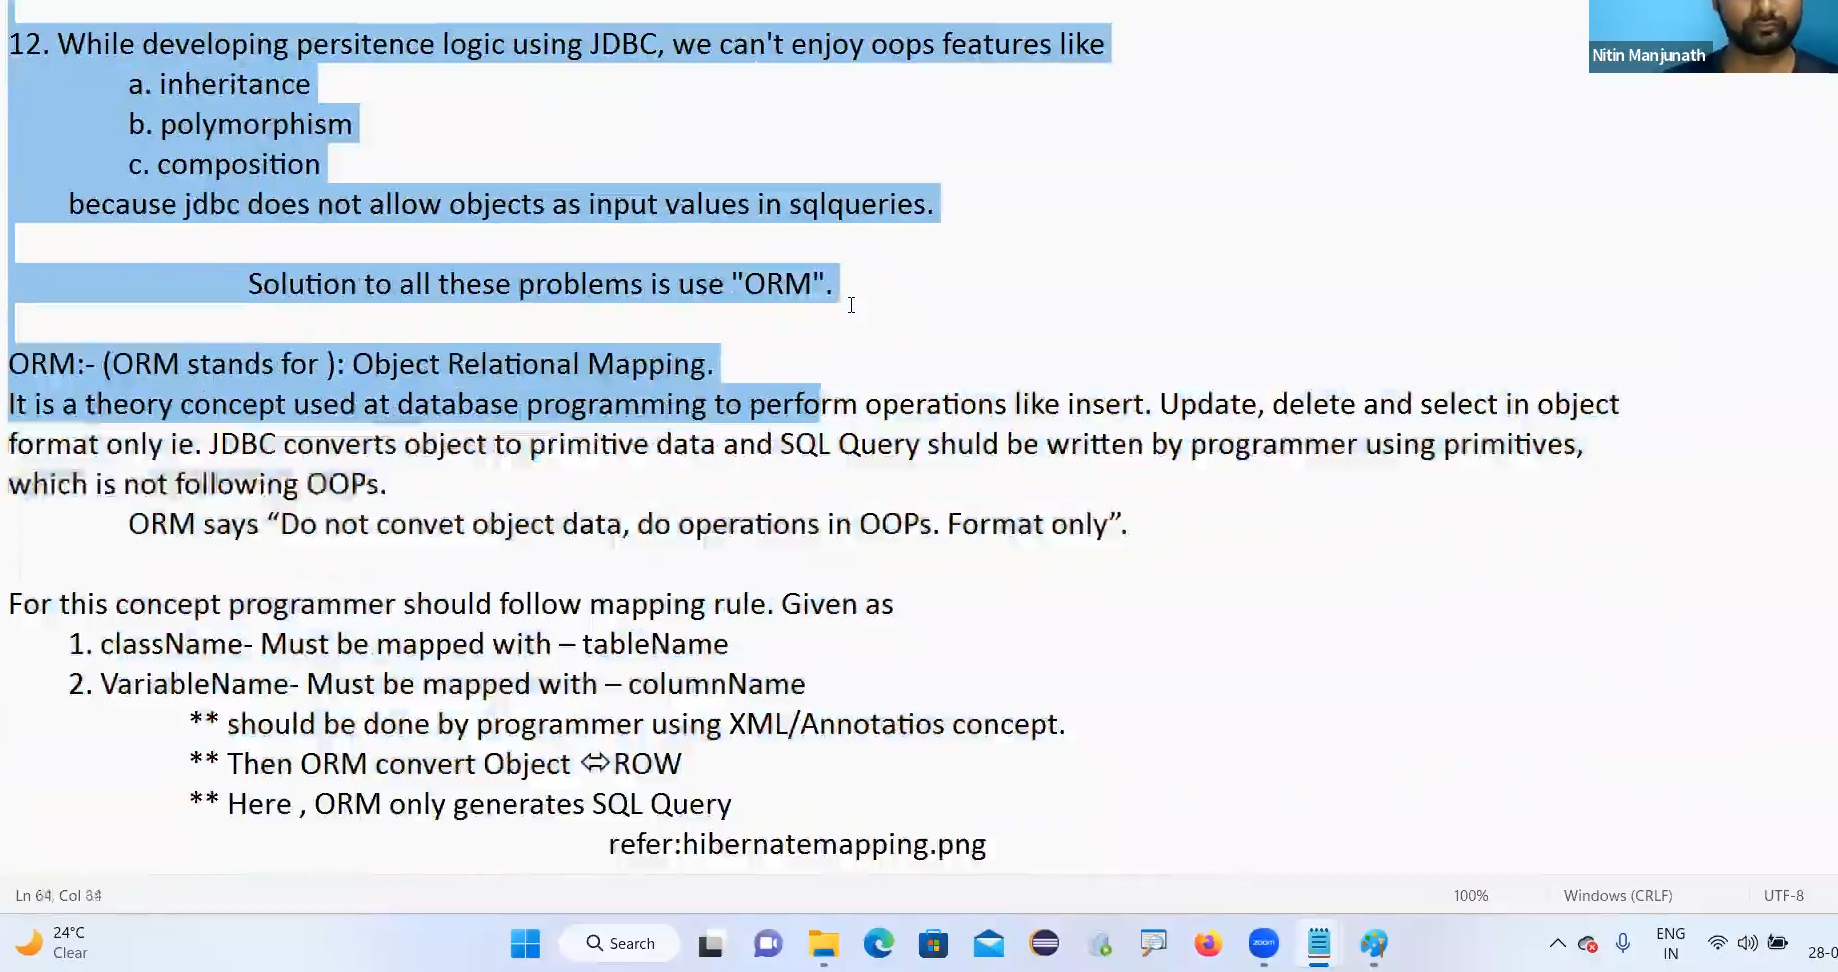 Nitin Manjunath
12. While developing persitence logic using JDBC, we can't enjoy oops features like
a. inheritance
b. polymorphism
c. composition
because jdbc does not allow objects as input values in sqlqueries.
Solution to all these problems is use "ORM".
ORM:- (ORM stands for ): Object Relational Mapping.
It is a theory concept used at database programming to perform operations like insert. Update, delete and select in object
format only ie. JDBC converts object to primitive data and SQL Query shuld be written by programmer using primitives,
which is not following OOPs.
ORM says “Do not convet object data, do operations in OOPs. Format only”.
For this concept programmer should follow mapping rule. Given as
1. className- Must be mapped with – tableName
2. VariableName- Must be mapped with – columnName
** should be done by programmer using XML/Annotatios concept.
** Then ORM convert Object ⇔ROW
** Here , ORM only generates SQL Query
refer:hibernatemapping.png
Ln 64, Col 100% Windows (CRLF) UTF-8
24°C
Clear
Search
zoom
ENG
IN
28-0